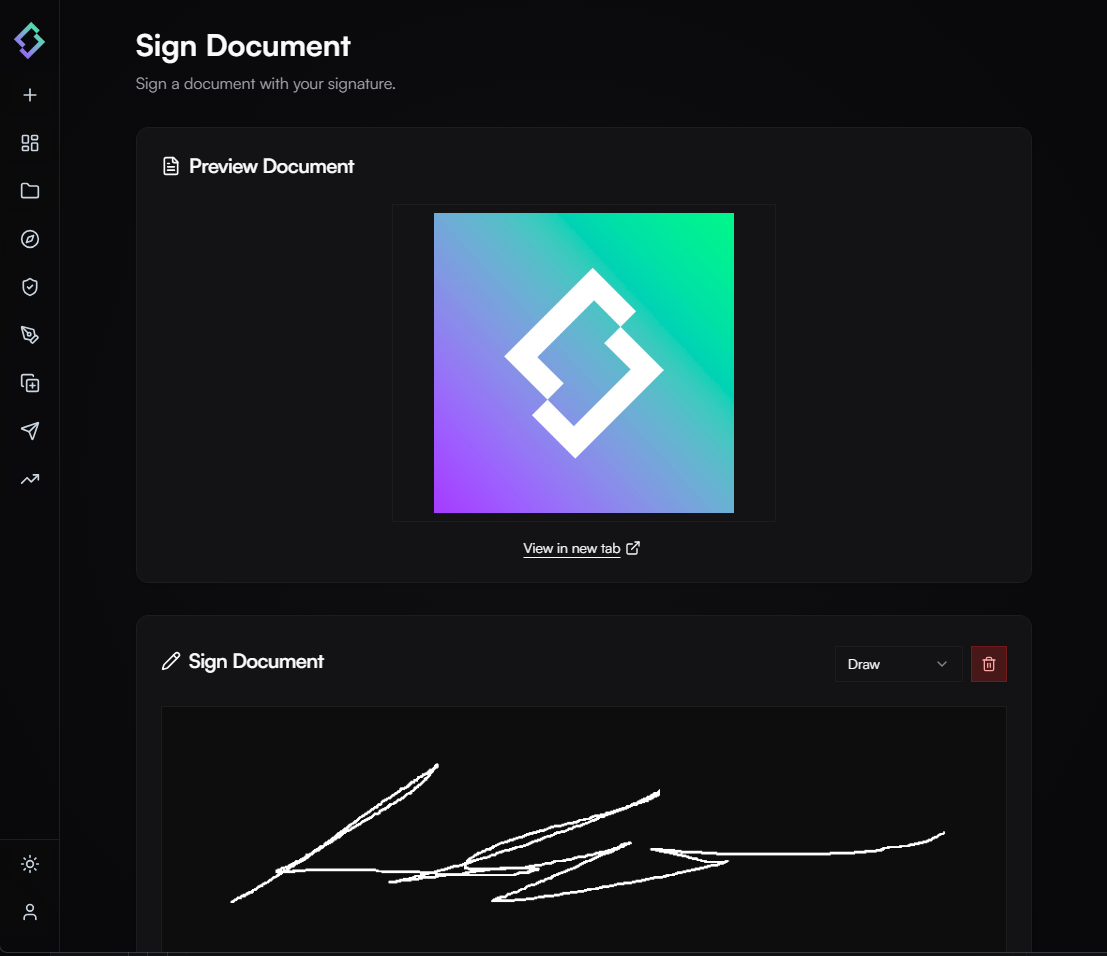 Sign Document
Sign a document with your signature.
Preview Document
View in new tab
Sign Document
Draw